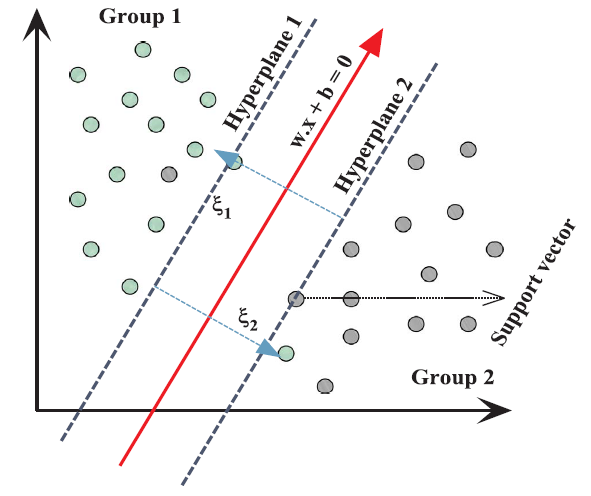 Group 1
Hyperplane 1
w.x + b = 0
Hyperplane 2
ξ1
ξ2
Support vector
Group 2